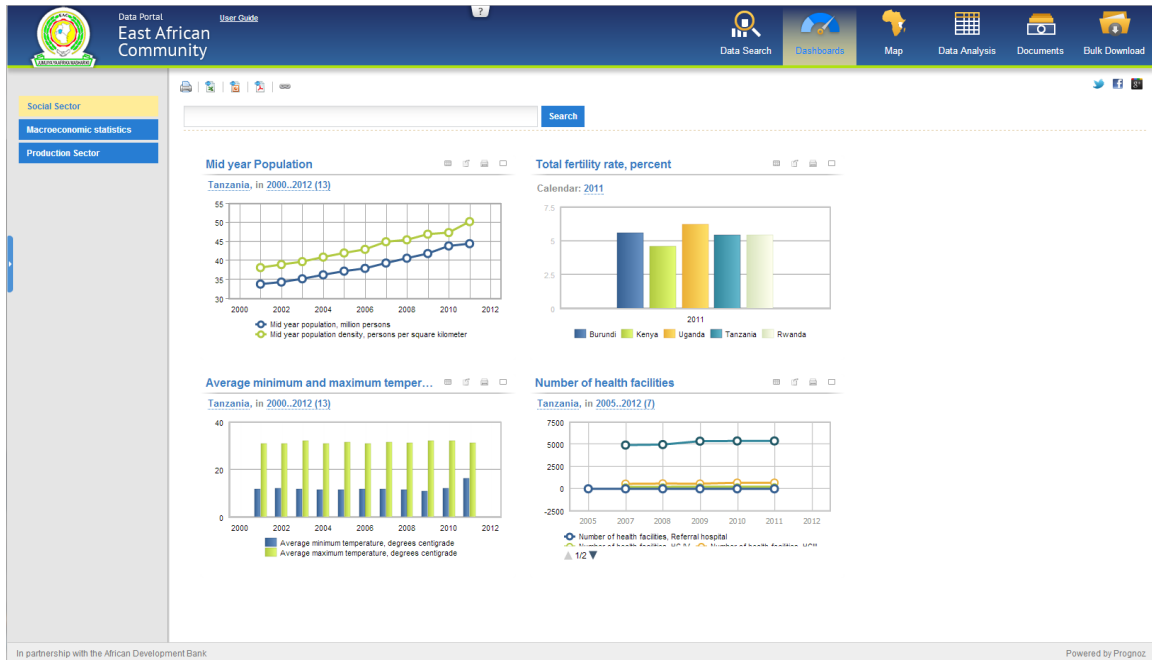 Data Portal
User Guide
East African
Community
?
Data Search
Dashboards
Map
Data Analysis
Documents
Bulk Download
Social Sector
Macroeconomic statistics
Production Sector
Search
Mid year Population
Tanzania, in 2000..2012 (13)
55
50
45
40
35
30
2000 2002 2004 2006 2008 2010 2012
Mid year population, milion persons
Mid year population density, persons per square kilometer
Total fertility rate, percent
Calendar: 2011
7.5
5
2.5
0
2011
Burundi Kenya Uganda Tanzania Rwanda
Average minimum and maximum temper...
Tanzania, in 2000..2012 (13)
40
20
0
2000 2002 2004 2006 2008 2010 2012
Average minimum temperature, degrees centigrade
Average maximum temperature, degrees centigrade
Number of health facilities
Tanzania, in 2005..2012 (7)
7500
5000
2500
0
-2500
2005 2007 2008 2009 2010 2011 2012
Number of health facilities, Referral hospital
1/2
In partnership with the African Development Bank
Powered by Prognoz